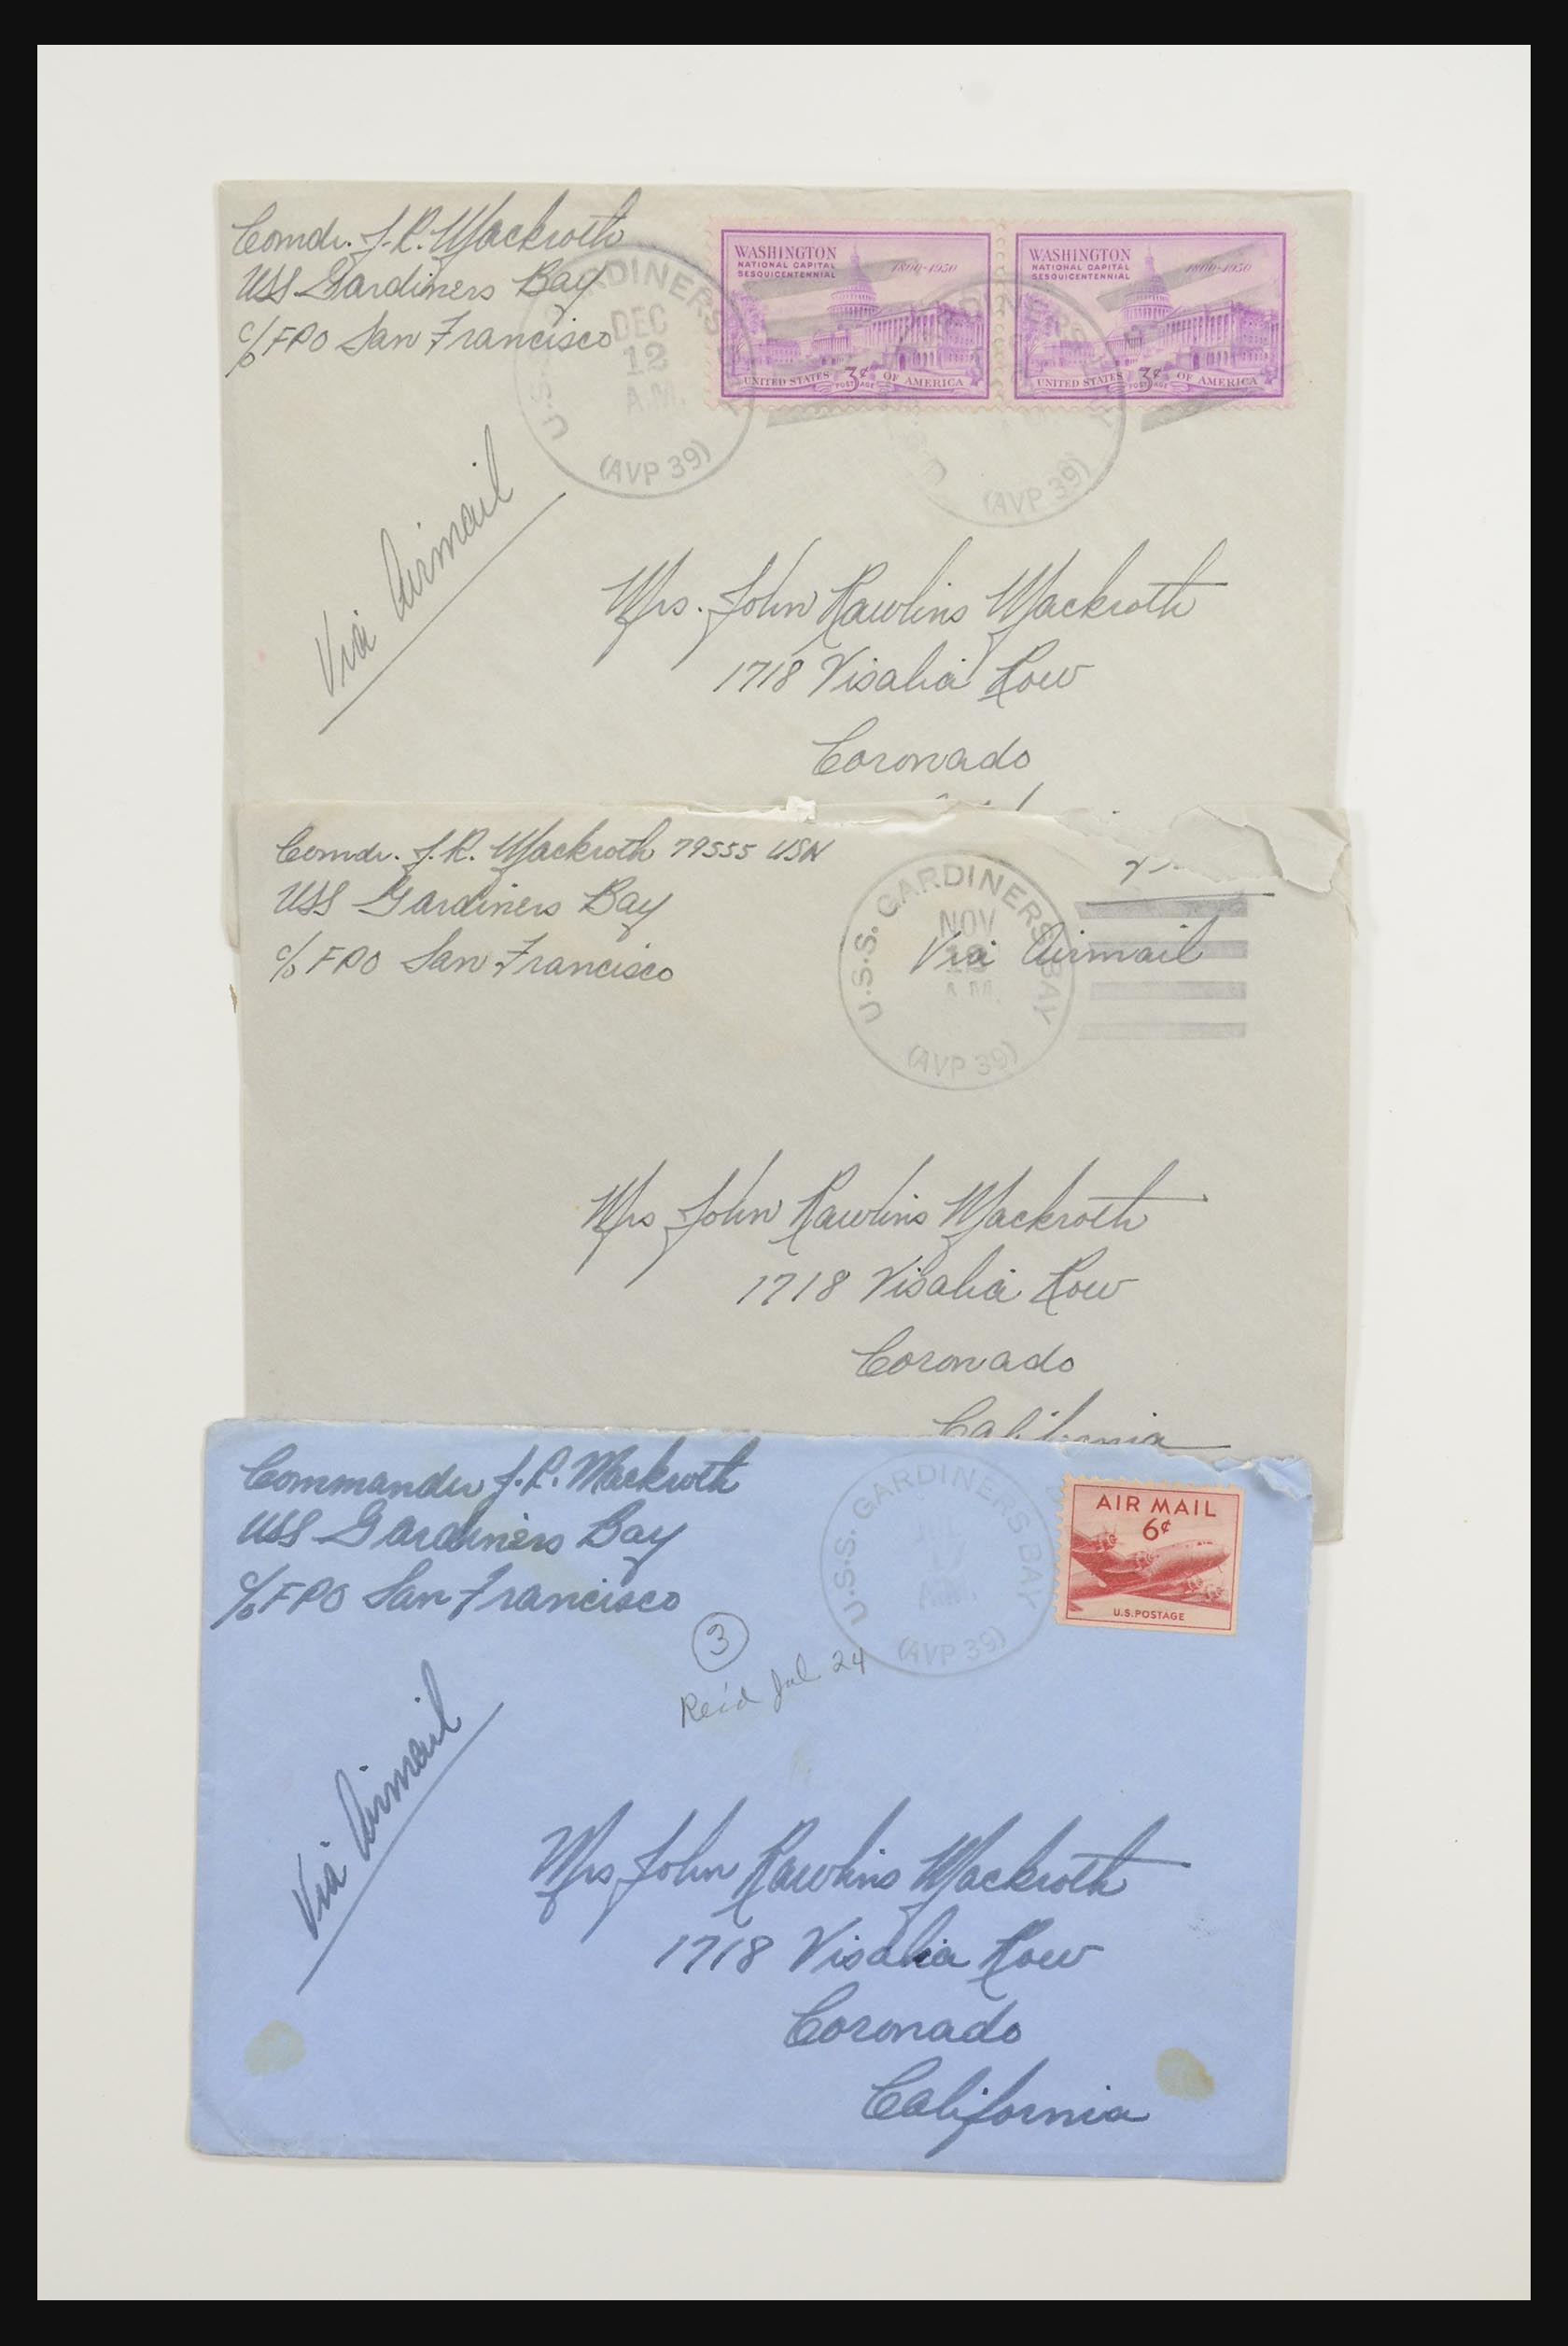 Comdr. J. R. Mackroth
USS Gardiners Bay
c/o FPO San Francisco
U.S. GARDINERS
DEC
12
A.M.
(AVP 39)
WASHINGTON
NATIONAL CAPITAL
SESQUICENTENNIAL
1800-1950
UNITED STATES 3¢ OF AMERICA
POSTAGE
WASHINGTON
NATIONAL CAPITAL
SESQUICENTENNIAL
1800-1950
UNITED STATES 3¢ OF AMERICA
POSTAGE
GARDINERS
(AVP 39)
Via Airmail
Mrs. John Rawlins Mackroth
1718 Visalia Row
Coronado
Comdr. J. R. Mackroth 79555 USN
USS Gardiners Bay
c/o FPO San Francisco
U.S.S. GARDINERS BAY
NOV
12
A.M.
(AVP 39)
Via Airmail
Mrs John Rawlins Mackroth
1718 Visalia Row
Coronado
California
Commander J. R. Mackroth
USS Gardiners Bay
c/o FPO San Francisco
U.S.S. GARDINERS BAY
A.M.
(AVP 39)
AIR MAIL
6¢
U.S. POSTAGE
3
Rec'd Jul 24
Via Airmail
Mrs John Rawlins Mackroth
1718 Visalia Row
Coronado
California